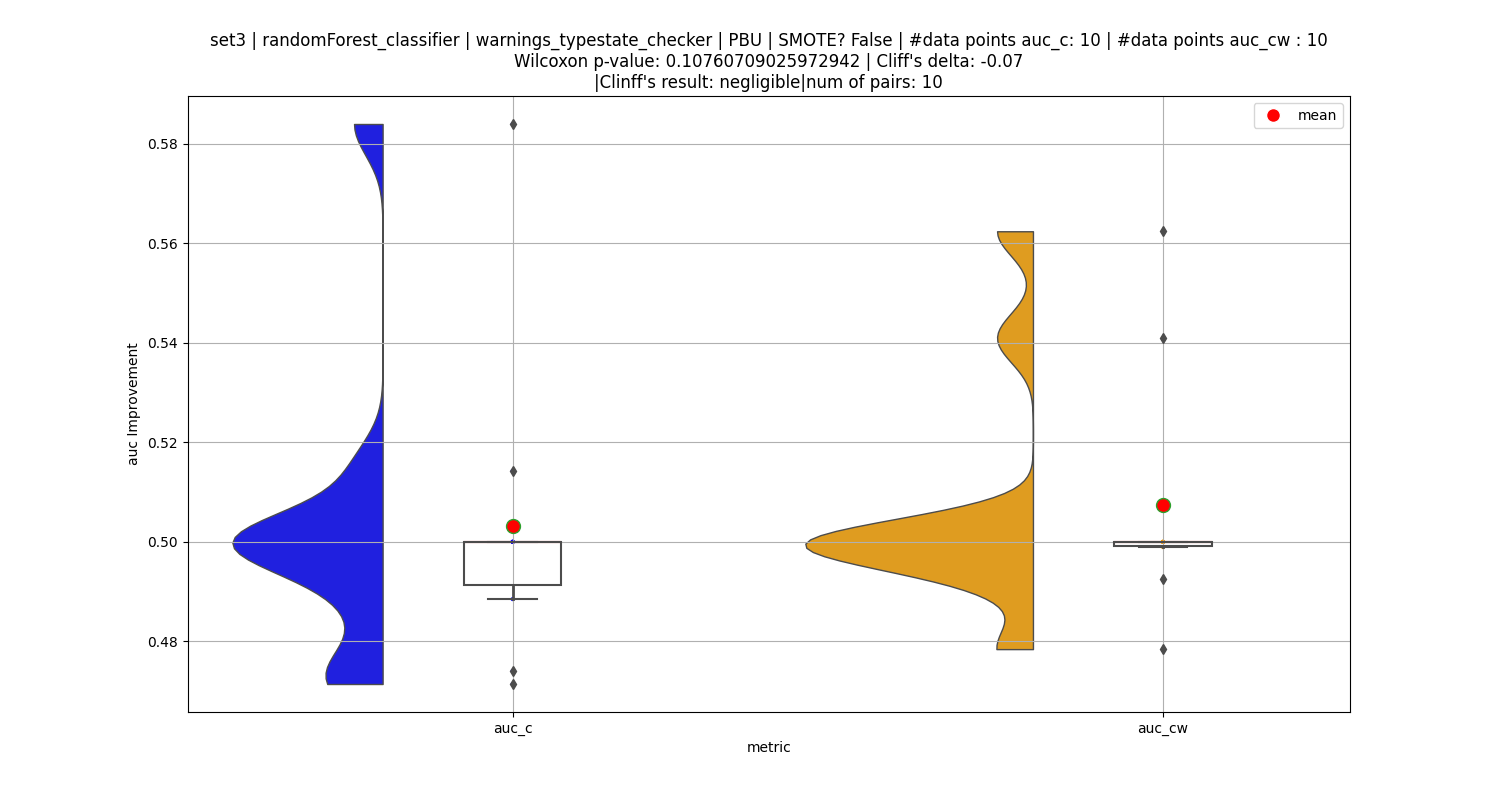 set3 | randomForest_classifier | warnings_typestate_checker | PBU | SMOTE? False | #data points auc_c: 10 | #data points auc_cw : 10
Wilcoxon p-value: 0.10760709025972942 | Cliff's delta: -0.07
|Clinff's result: negligible|num of pairs: 10
mean
0.58
0.56
0.54
0.52
0.50
0.48
auc Improvement
auc_c
auc_cw
metric